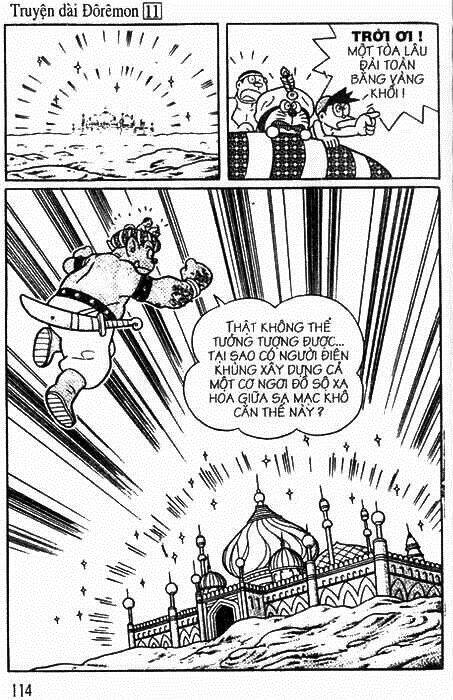 Truyện dài Đôrêmon 11
TRỜI ƠI !
MỘT TÒA LÂU
ĐÀI TOÀN
BẰNG VÀNG
KHỐI !
THẬT KHÔNG THỂ
TƯỞNG TƯỢNG ĐƯỢC...
TẠI SAO CÓ NGƯỜI ĐIÊN
KHÙNG XÂY DỰNG CẢ
MỘT CƠ NGƠI ĐỒ SỘ XA
HOA GIỮA SA MẠC KHÔ
CẰN THẾ NÀY ?
114